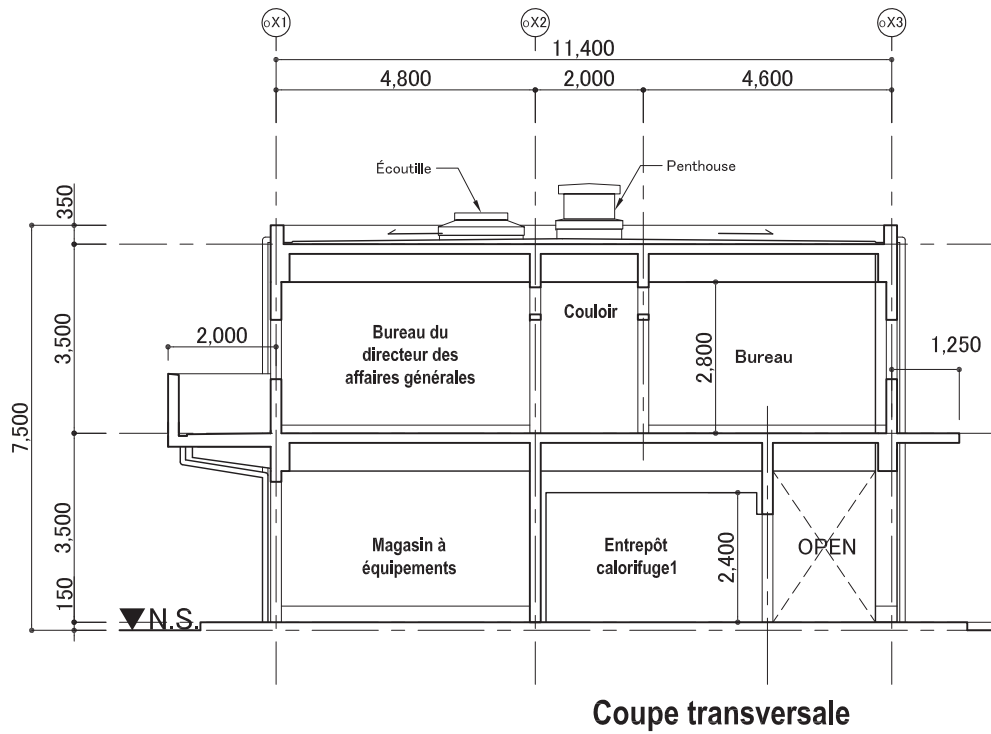 oX1
oX2
oX3
11,400
4,800
2,000
4,600
Écoutille
Penthouse
350
3,500
7,500
3,500
150
2,000
Bureau du
directeur des
affaires générales
Couloir
2,800
Bureau
1,250
Magasin à
équipements
Entrepôt
calorifuge1
2,400
OPEN
N.S.
Coupe transversale